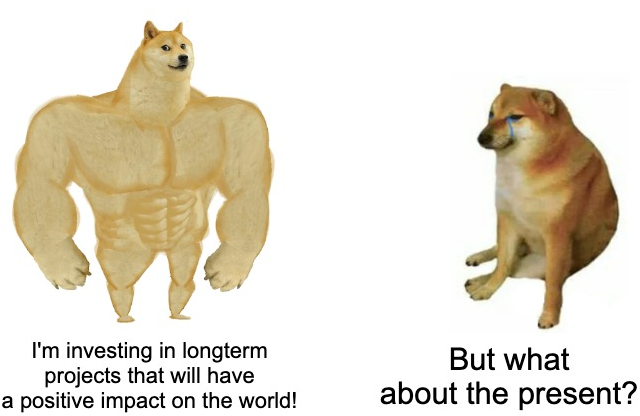 I'm investing in longterm
projects that will have
a positive impact on the world!
But what
about the present?